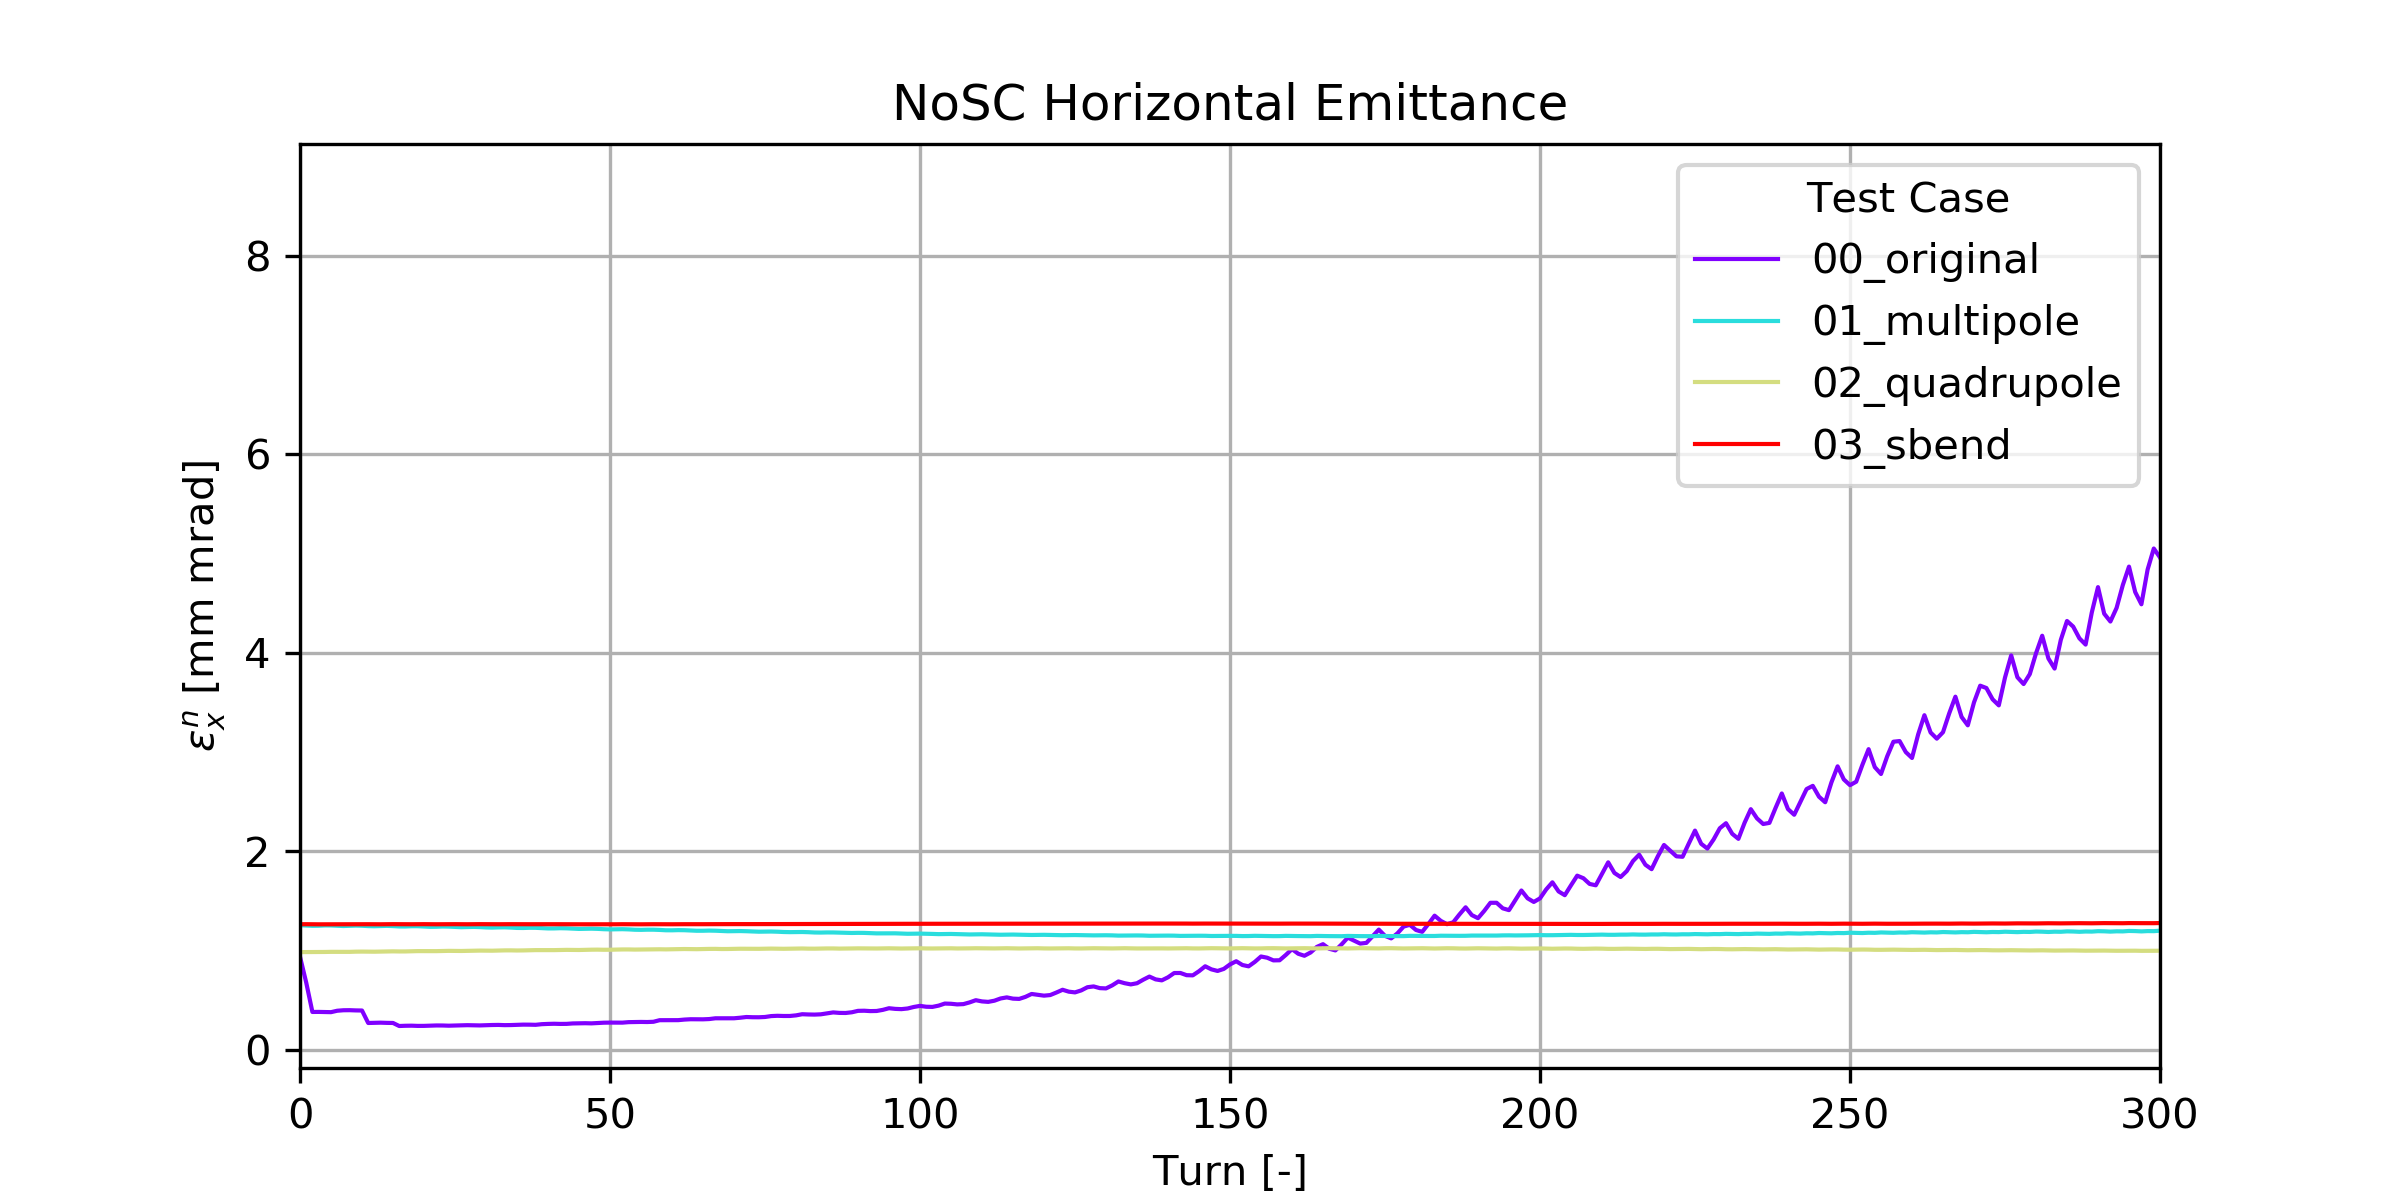 NoSC Horizontal Emittance
Test Case
00_original
01_multipole
02_quadrupole
03_sbend
8
6
4
2
0
ε_x^n [mm mrad]
0 50 100 150 200 250 300
Turn [-]